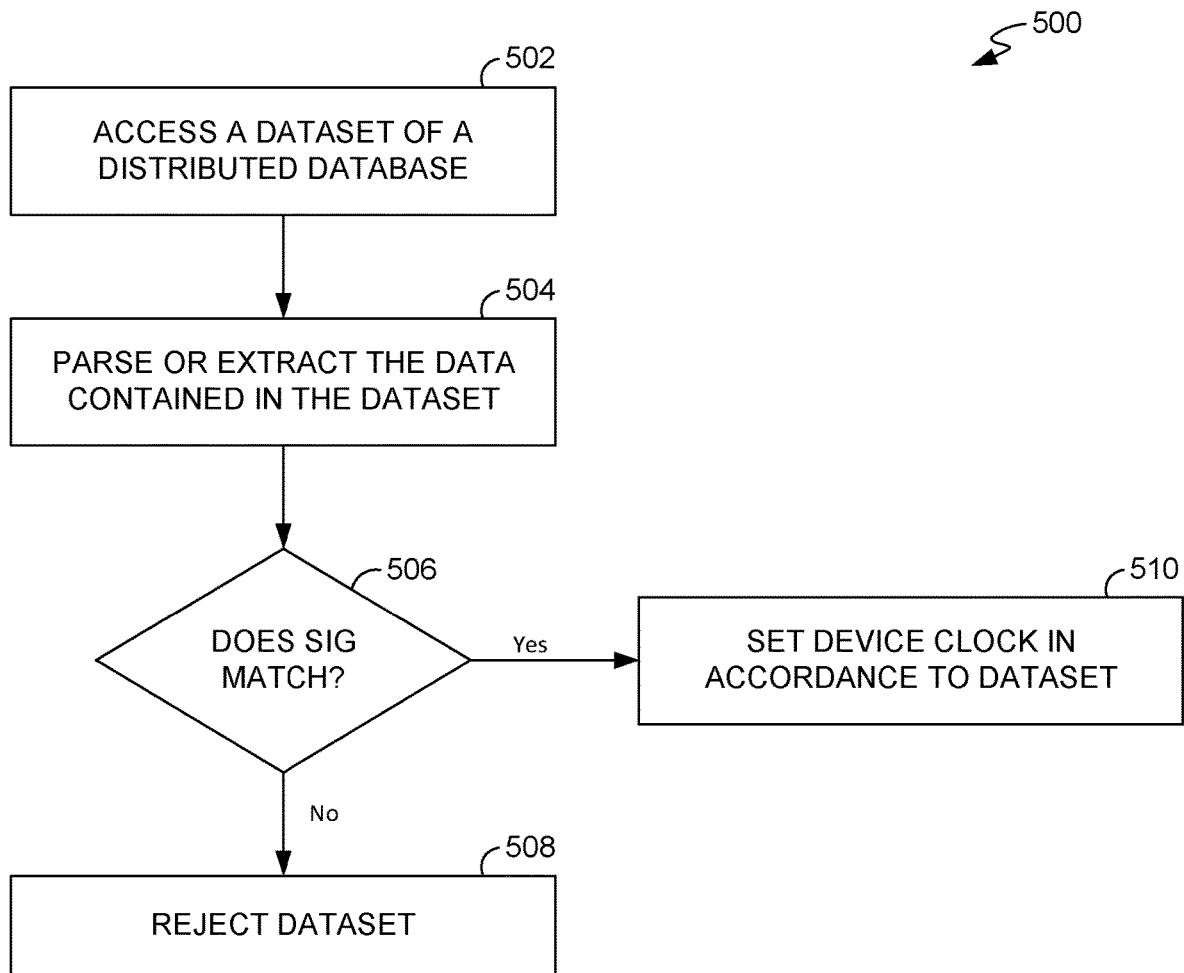 500
502
ACCESS A DATASET OF A
DISTRIBUTED DATABASE
504
PARSE OR EXTRACT THE DATA
CONTAINED IN THE DATASET
506
DOES SIG
MATCH?
Yes
510
SET DEVICE CLOCK IN
ACCORDANCE TO DATASET
No
508
REJECT DATASET